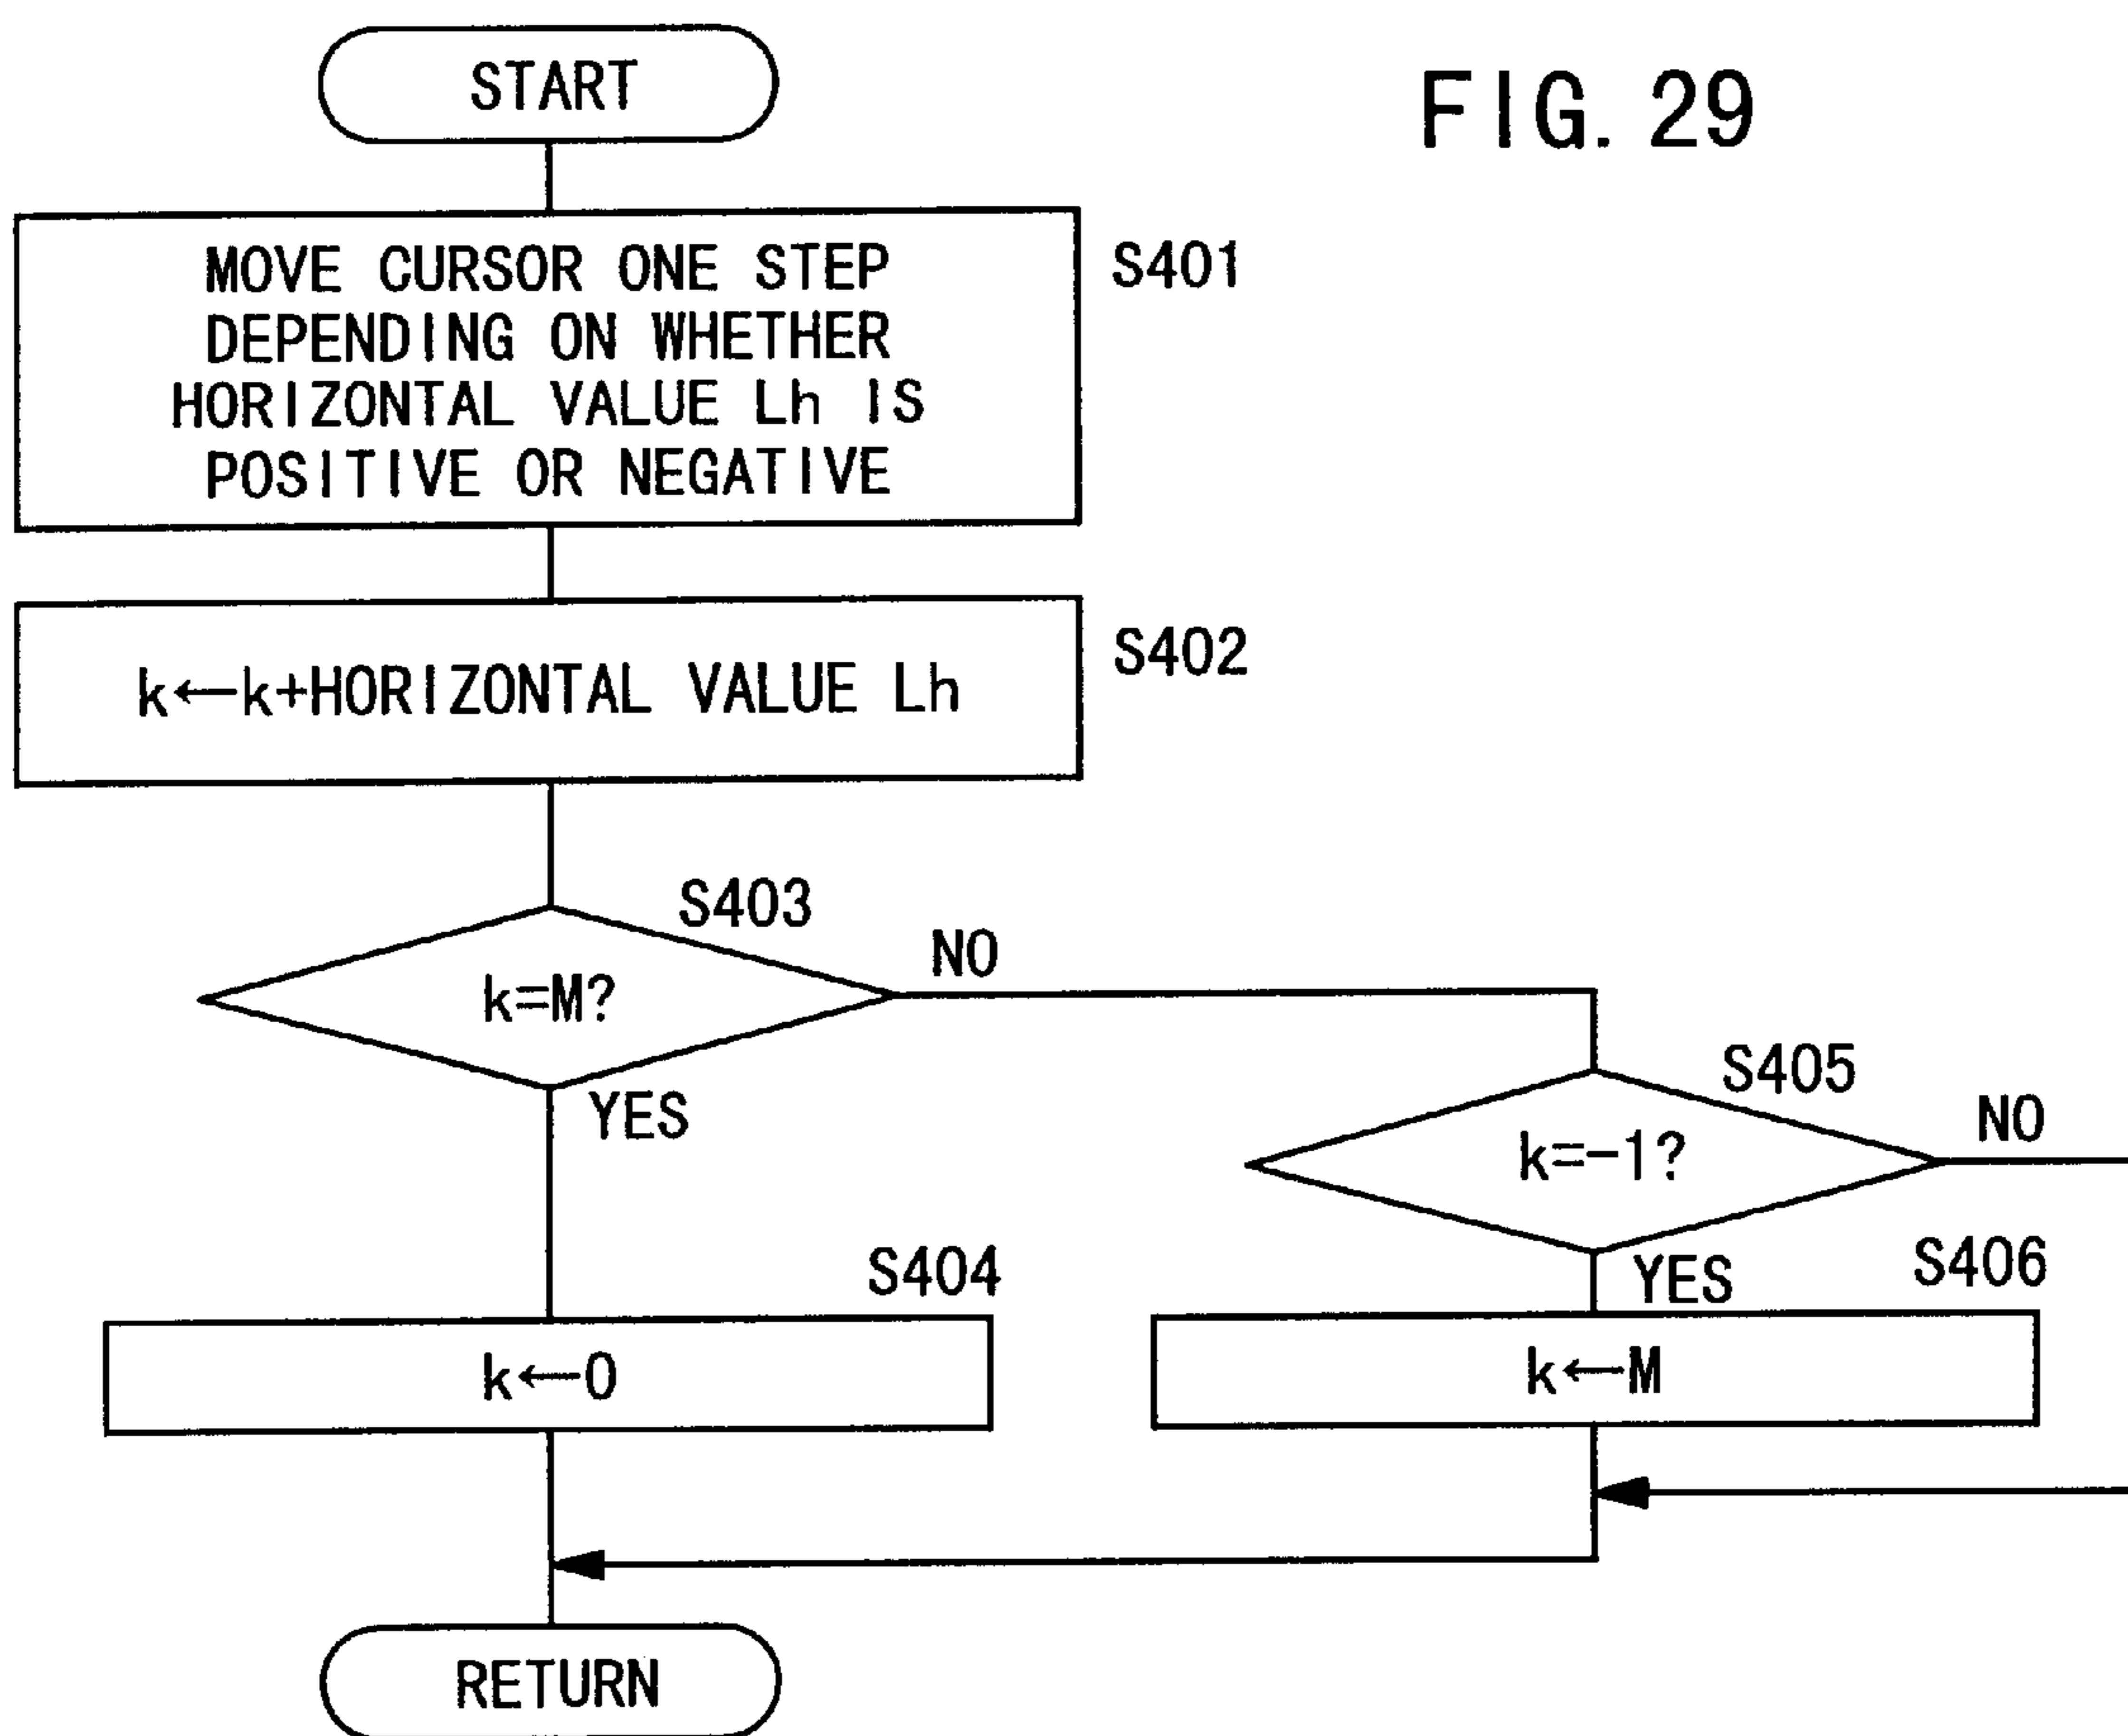 FIG. 29
START
MOVE CURSOR ONE STEP
DEPENDING ON WHETHER
HORIZONTAL VALUE Lh IS
POSITIVE OR NEGATIVE
S401
k←k+HORIZONTAL VALUE Lh
S402
S403
k=M?
NO
YES
S405
k=-1?
NO
YES
S404
k←0
S406
k←M
RETURN